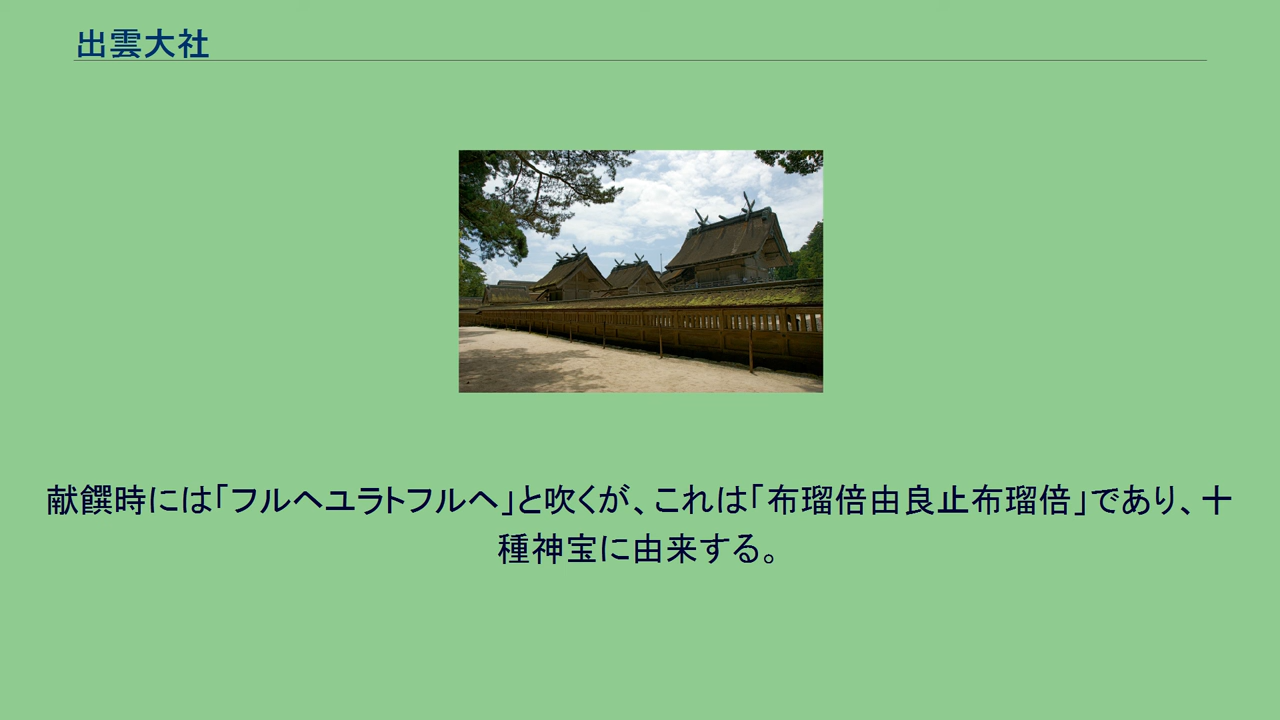 出雲大社
献饌時には「フルヘユラトフルヘ」と吹くが、これは「布瑠倍由良止布瑠倍」であり、十
種神宝に由来する。